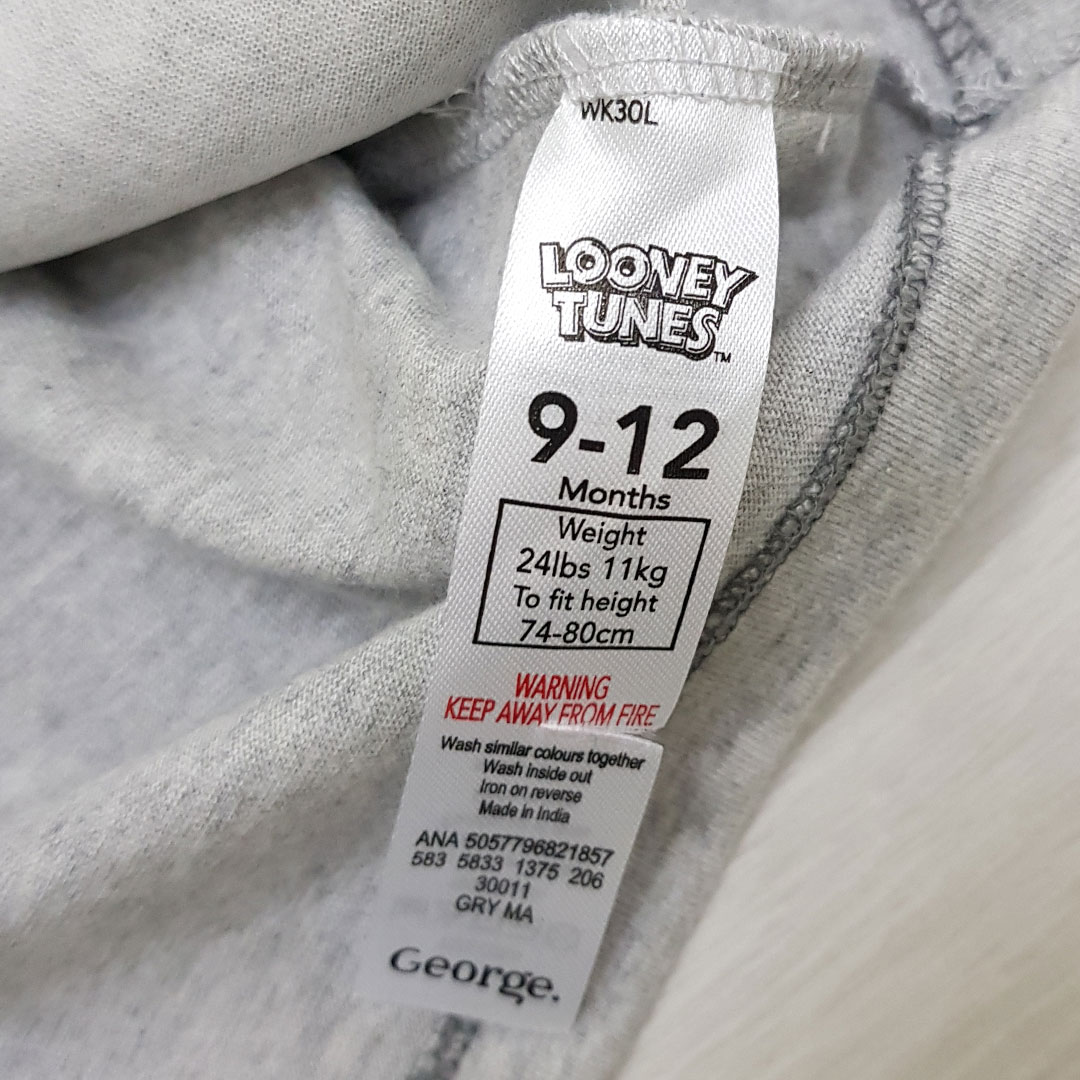 WK30L
LOONEY
TUNES™
9-12
Months
Weight
24lbs 11kg
To fit height
74-80cm
WARNING
KEEP AWAY FROM FIRE
Wash similar colours together
Wash inside out
Iron on reverse
Made in India
ANA 5057796821857
583 5833 1375 206
30011
GRY MA
George.